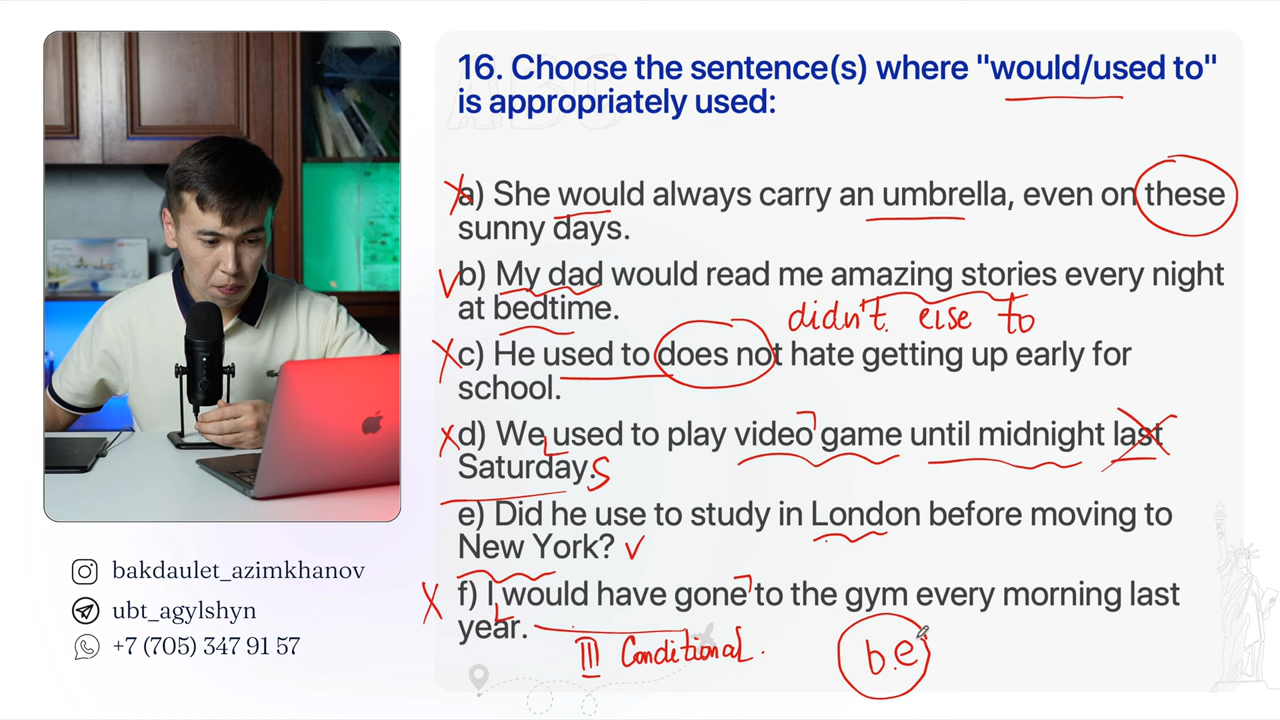 16. Choose the sentence(s) where "would/used to"
is appropriately used:
X a) She would always carry an umbrella, even on these
sunny days.
V b) My dad would read me amazing stories every night
at bedtime.
didn't else to
X c) He used to does not hate getting up early for
school.
X d) We used to play video game until midnight last
Saturday.s
e) Did he use to study in London before moving to
New York? V
X f) I would have gone to the gym every morning last
year.
III Conditional.
b.e
bakdaulet_azimkhanov
ubt_agylshyn
+7 (705) 347 91 57